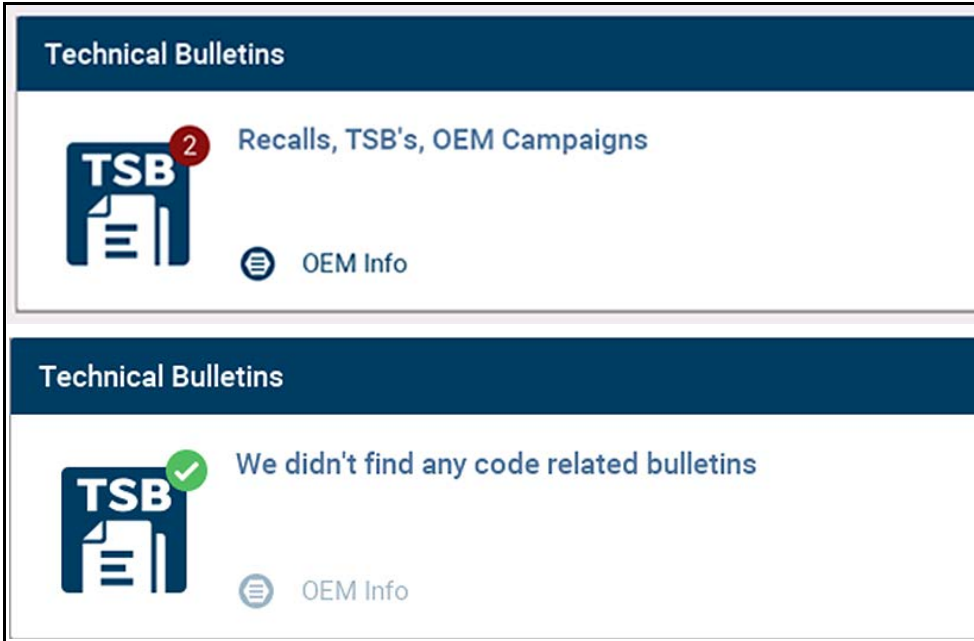 Technical Bulletins
2
TSB
Recalls, TSB's, OEM Campaigns
OEM Info
Technical Bulletins
TSB
We didn't find any code related bulletins
OEM Info